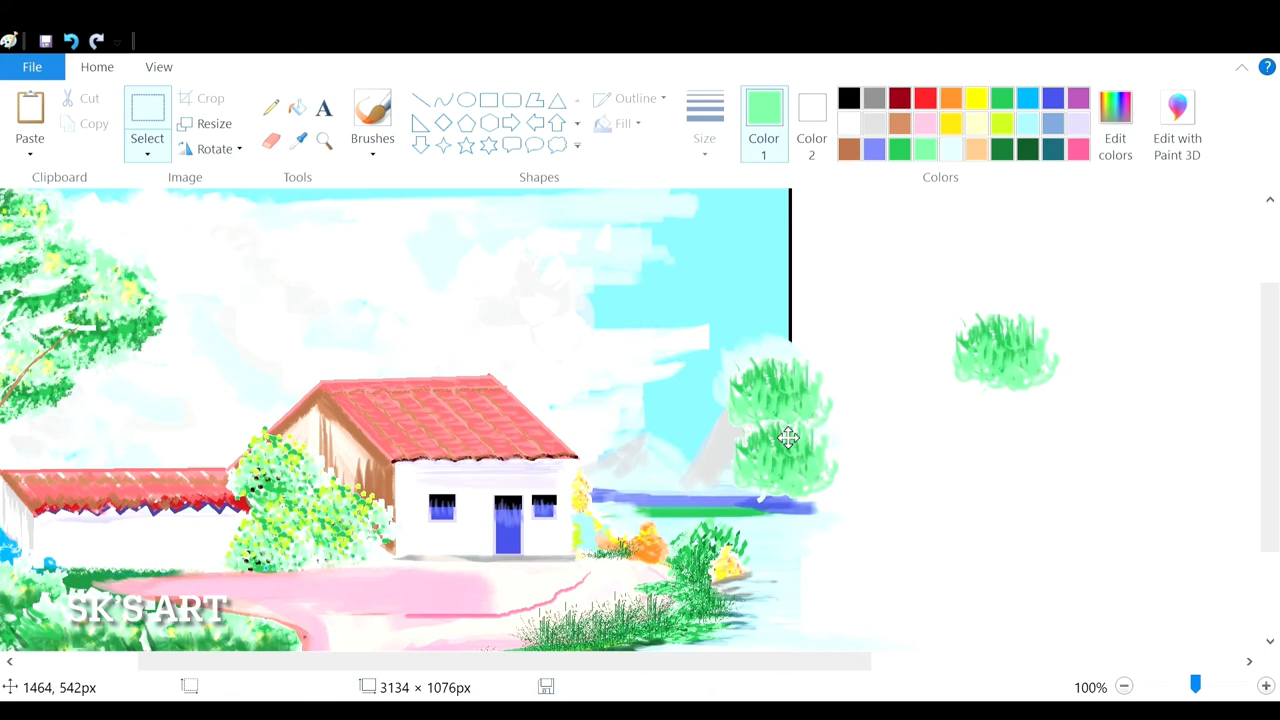 File Home View
Paste
Cut
Copy
Clipboard
Select
Crop
Resize
Rotate
Image
A
Tools
Brushes
Shapes
Outline
Fill
Size
Color 1
Color 2
Edit colors
Edit with Paint 3D
Colors
?
SK'S ART
1464, 542px
3134 × 1076px
100%